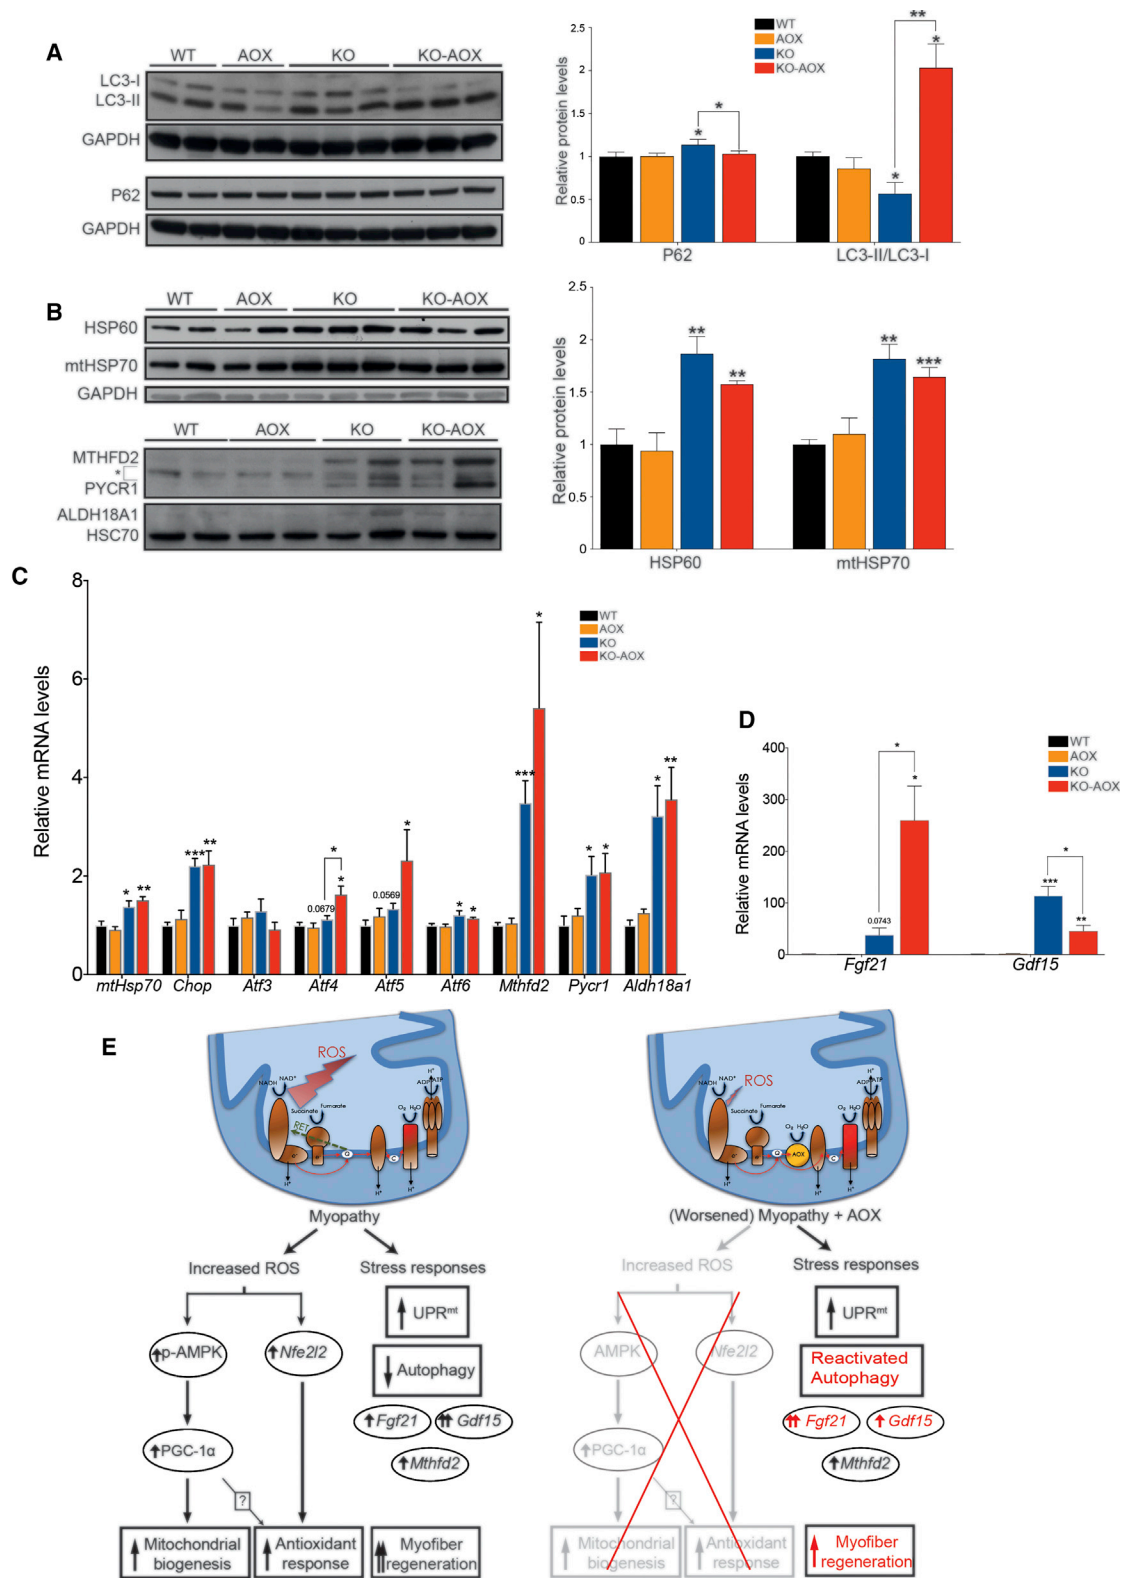 A
WT AOX KO KO-AOX
LC3-I
LC3-II
GAPDH
P62
GAPDH
WT
AOX
KO
KO-AOX
Relative protein levels
2.5
2
1.5
1
0.5
0
* * * ** *
P62 LC3-II/LC3-I
B
WT AOX KO KO-AOX
HSP60
mtHSP70
GAPDH
WT AOX KO KO-AOX
MTHFD2
*
PYCR1
ALDH18A1
HSC70
Relative protein levels
2.5
2
1.5
1
0.5
0
** ** ** ***
HSP60 mtHSP70
C
Relative mRNA levels
8
6
4
2
0
WT
AOX
KO
KO-AOX
* ** *** ** 0.0679 * * 0.0569 * * * *** * * * * **
mtHsp70 Chop Atf3 Atf4 Atf5 Atf6 Mthfd2 Pycr1 Aldh18a1
D
Relative mRNA levels
400
300
200
100
0
WT
AOX
KO
KO-AOX
0.0743 * * *** * **
Fgf21 Gdf15
E
ROS
NADH NAD+
Succinate Fumarate
RET
O2 H2O
ADP ATP
H+
e-
Q
C
H+ H+ H+
Myopathy
Increased ROS
Stress responses
UPRmt
p-AMPK
Nfe2l2
Autophagy
Fgf21
Gdf15
PGC-1α
Mthfd2
?
Mitochondrial biogenesis
Antioxidant response
Myofiber regeneration
ROS
NADH NAD+
Succinate Fumarate
O2 H2O
O2 H2O
ADP ATP
H+
e-
Q
AOX
C
H+ H+ H+
(Worsened) Myopathy + AOX
Increased ROS
Stress responses
UPRmt
AMPK
Nfe2l2
Reactivated Autophagy
Fgf21
Gdf15
PGC-1α
Mthfd2
?
Mitochondrial biogenesis
Antioxidant response
Myofiber regeneration